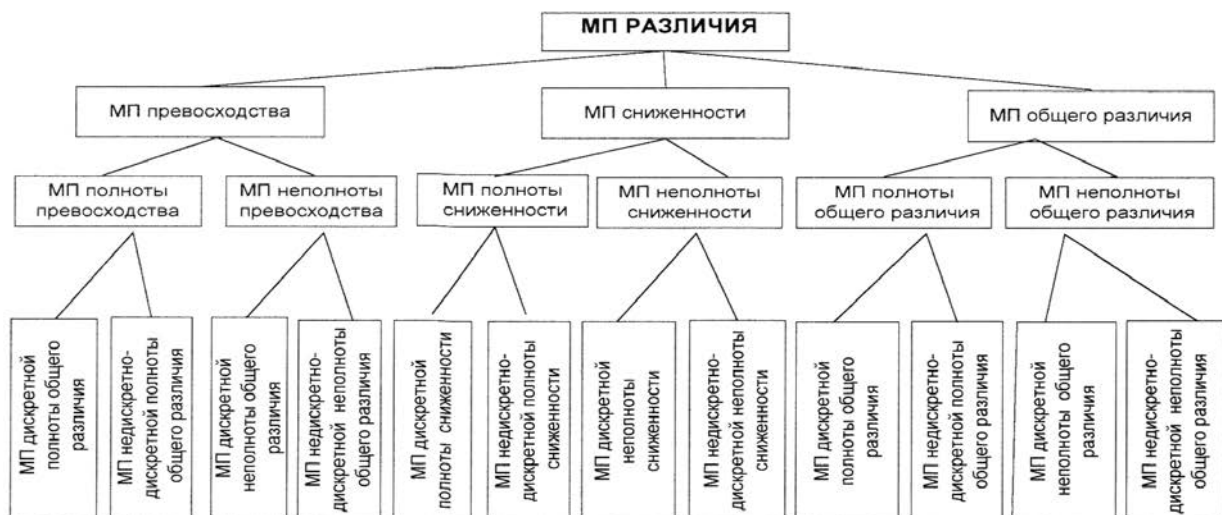 МП РАЗЛИЧИЯ
МП превосходства
МП сниженности
МП общего различия
МП полноты
превосходства
МП неполноты
превосходства
МП полноты
сниженности
МП неполноты
сниженности
МП полноты
общего различия
МП неполноты
общего различия
МП дискретной
полноты общего
различия
МП недискретно-
дискретной полноты
общего различия
МП дискретной
неполноты общего
различия
МП недискретно-
дискретной неполноты
общего различия
МП дискретной
полноты сниженности
МП недискретно-
дискретной полноты
сниженности
МП дискретной
неполноты
сниженности
МП недискретно-
дискретной неполноты
сниженности
МП дискретной
полноты общего
различия
МП недискретно-
дискретной полноты
общего различия
МП дискретной
неполноты общего
различия
МП недискретно-
дискретной неполноты
общего различия